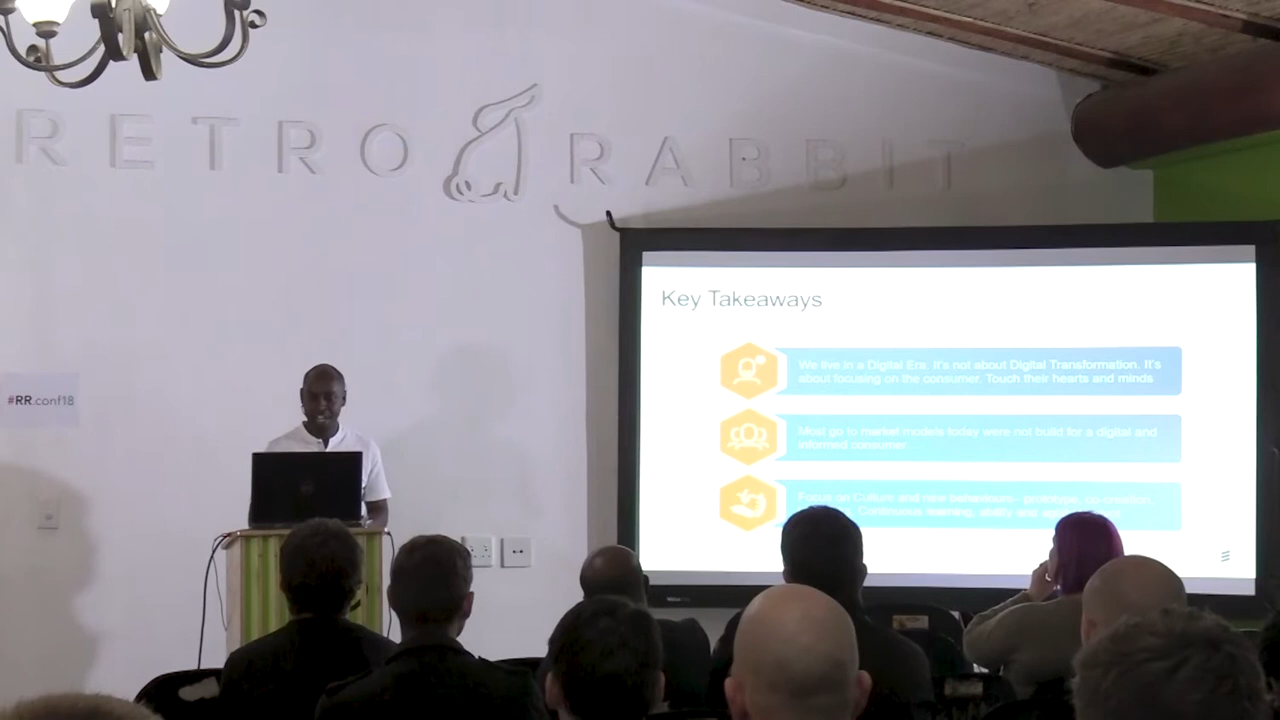 RETRO RABBIT
#RR.conf18
Key Takeaways
We live in a Digital Era. It's not about Digital Transformation. It's
about focusing on the consumer. Touch their hearts and minds
Most go to market models today were not build for a digital and
informed consumer.
Focus on Culture and new behaviours - prototype, co-creation
Continuous learning, ability and